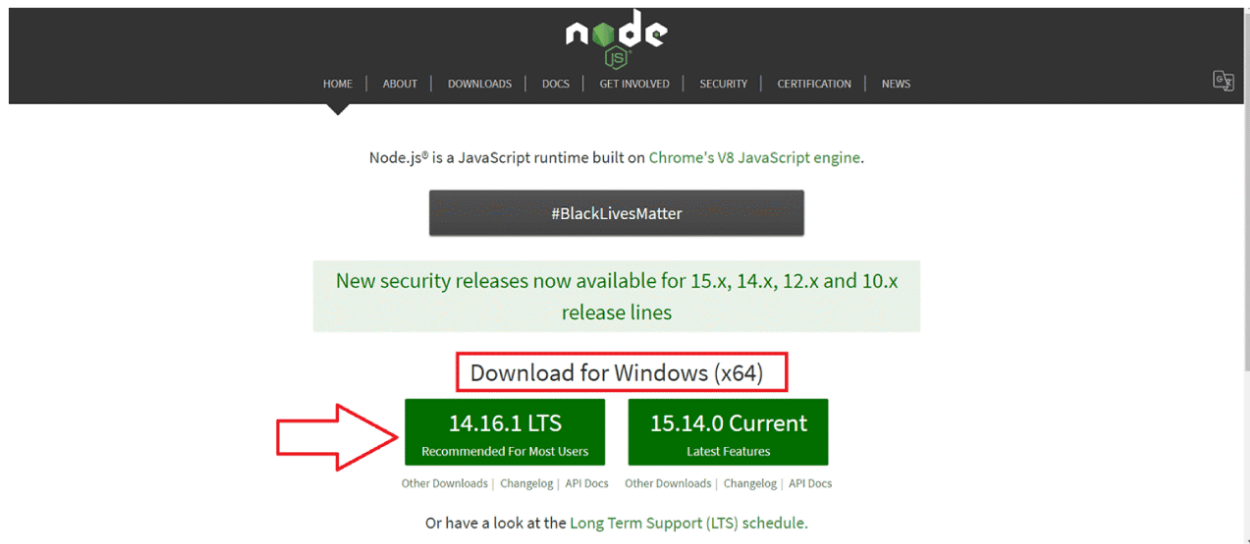 node
JS
HOME | ABOUT | DOWNLOADS | DOCS | GET INVOLVED | SECURITY | CERTIFICATION | NEWS
Node.js® is a JavaScript runtime built on Chrome's V8 JavaScript engine.
#BlackLivesMatter
New security releases now available for 15.x, 14.x, 12.x and 10.x
release lines
Download for Windows (x64)
14.16.1 LTS 15.14.0 Current
Recommended For Most Users Latest Features
Other Downloads | Changelog | API Docs Other Downloads | Changelog | API Docs
Or have a look at the Long Term Support (LTS) schedule.